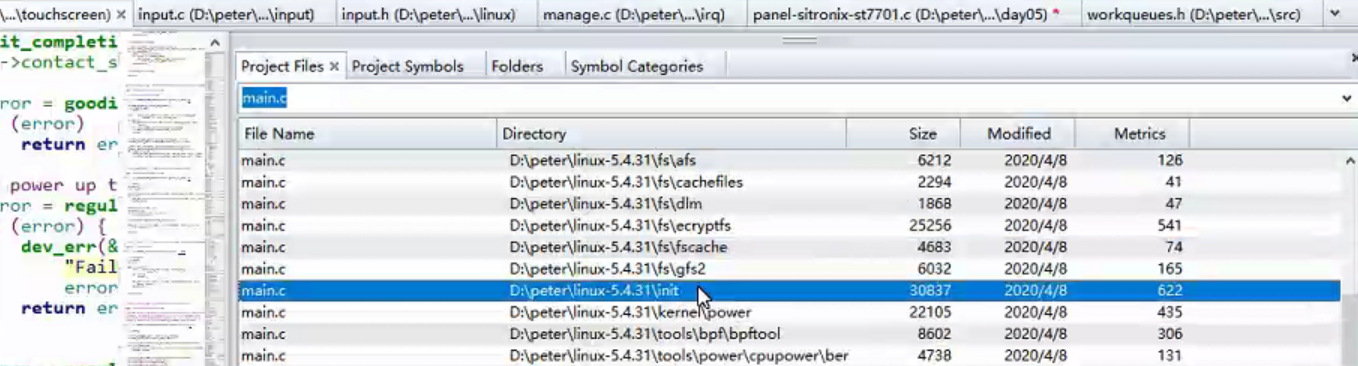 \...\touchscreen) × input.c (D:\peter\...\input) input.h (D:\peter\...\linux) manage.c (D:\peter\...\irq) panel-sitronix-st7701.c (D:\peter\...\day05) * workqueues.h (D:\peter\...\src)
it_completi
->contact_s
ror = goodi
(error)
return er
power up t
ror = regul
(error) {
dev_err(&
"Fail
error
return er
Project Files × Project Symbols Folders Symbol Categories
main.c
File Name Directory Size Modified Metrics
main.c D:\peter\linux-5.4.31\fs\afs 6212 2020/4/8 126
main.c D:\peter\linux-5.4.31\fs\cachefiles 2294 2020/4/8 41
main.c D:\peter\linux-5.4.31\fs\dlm 1868 2020/4/8 47
main.c D:\peter\linux-5.4.31\fs\ecryptfs 25256 2020/4/8 541
main.c D:\peter\linux-5.4.31\fs\fscache 4683 2020/4/8 74
main.c D:\peter\linux-5.4.31\fs\gfs2 6032 2020/4/8 165
main.c D:\peter\linux-5.4.31\init 30837 2020/4/8 622
main.c D:\peter\linux-5.4.31\kernel\power 22105 2020/4/8 435
main.c D:\peter\linux-5.4.31\tools\bpf\bpftool 8602 2020/4/8 306
main.c D:\peter\linux-5.4.31\tools\power\cpupower\ber 4738 2020/4/8 131